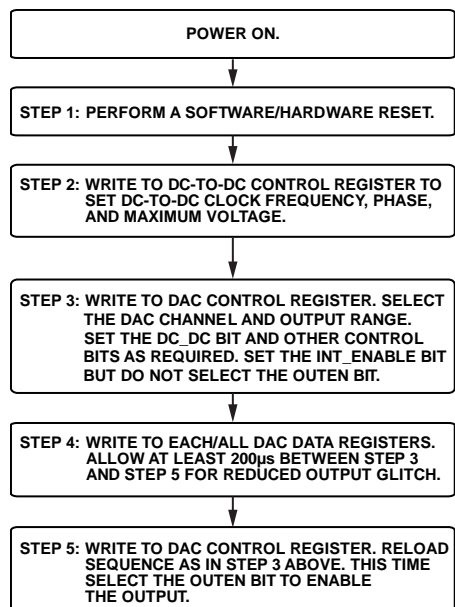 POWER ON.
STEP 1: PERFORM A SOFTWARE/HARDWARE RESET.
STEP 2: WRITE TO DC-TO-DC CONTROL REGISTER TO
SET DC-TO-DC CLOCK FREQUENCY, PHASE,
AND MAXIMUM VOLTAGE.
STEP 3: WRITE TO DAC CONTROL REGISTER. SELECT
THE DAC CHANNEL AND OUTPUT RANGE.
SET THE DC_DC BIT AND OTHER CONTROL
BITS AS REQUIRED. SET THE INT_ENABLE BIT
BUT DO NOT SELECT THE OUTEN BIT.
STEP 4: WRITE TO EACH/ALL DAC DATA REGISTERS.
ALLOW AT LEAST 200µs BETWEEN STEP 3
AND STEP 5 FOR REDUCED OUTPUT GLITCH.
STEP 5: WRITE TO DAC CONTROL REGISTER. RELOAD
SEQUENCE AS IN STEP 3 ABOVE. THIS TIME
SELECT THE OUTEN BIT TO ENABLE
THE OUTPUT.